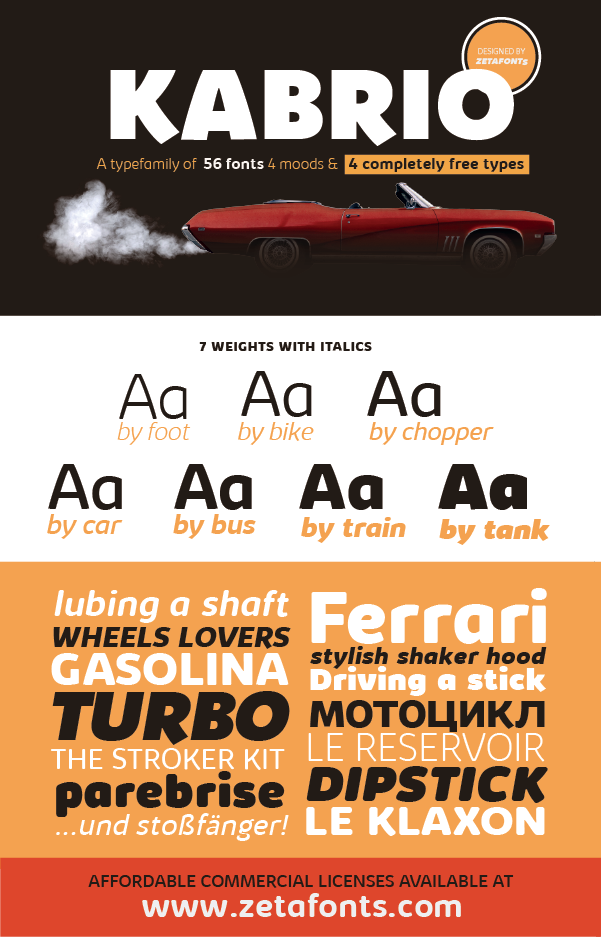 DESIGNED BY
ZETAFONTS
KABRIO
A typefamily of 56 fonts 4 moods & 4 completely free types
7 WEIGHTS WITH ITALICS
Aa Aa Aa
by foot by bike by chopper
Aa Aa Aa Aa
by car by bus by train by tank
lubing a shaft
WHEELS LOVERS
GASOLINA
TURBO
THE STROKER KIT
parebrise
...und stoßfänger!
Ferrari
stylish shaker hood
Driving a stick
МОТОЦИКЛ
LE RESERVOIR
DIPSTICK
LE KLAXON
AFFORDABLE COMMERCIAL LICENSES AVAILABLE AT
www.zetafonts.com